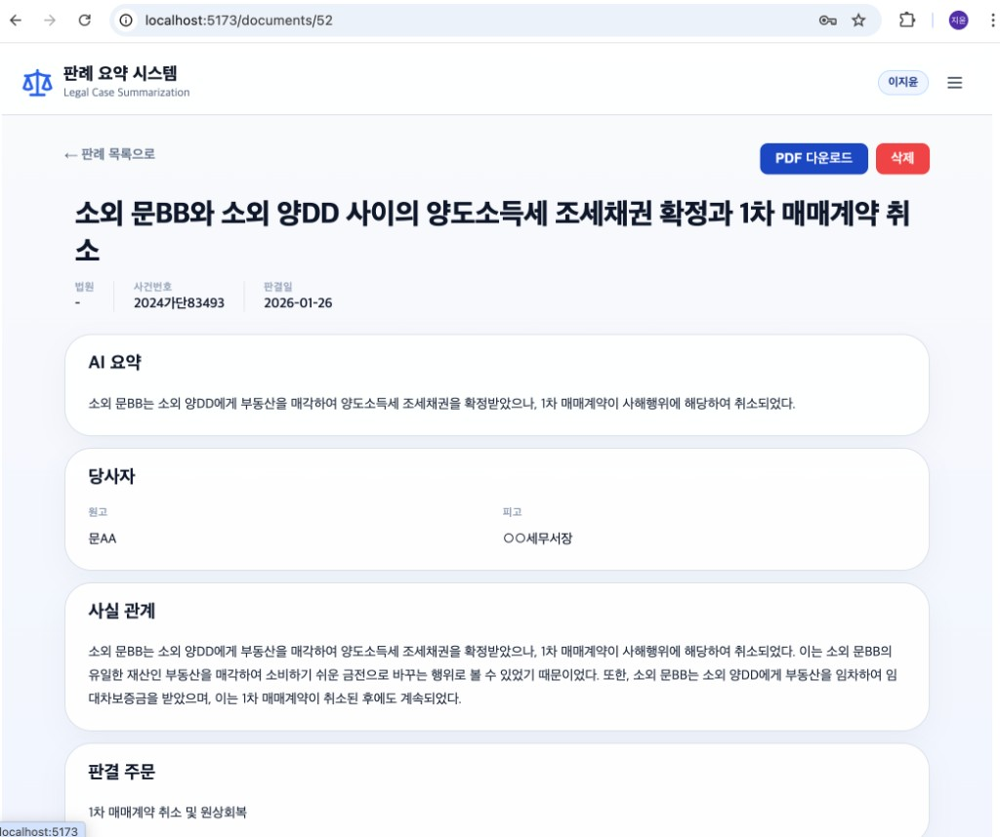 localhost:5173/documents/52
지윤
판례 요약 시스템
Legal Case Summarization
이지윤
← 판례 목록으로
PDF 다운로드
삭제
소외 문BB와 소외 양DD 사이의 양도소득세 조세채권 확정과 1차 매매계약 취
소
법원
-
사건번호
2024가단83493
판결일
2026-01-26
AI 요약
소외 문BB는 소외 양DD에게 부동산을 매각하여 양도소득세 조세채권을 확정받았으나, 1차 매매계약이 사해행위에 해당하여 취소되었다.
당사자
원고
문AA
피고
○○세무서장
사실 관계
소외 문BB는 소외 양DD에게 부동산을 매각하여 양도소득세 조세채권을 확정받았으나, 1차 매매계약이 사해행위에 해당하여 취소되었다. 이는 소외 문BB의
유일한 재산인 부동산을 매각하여 소비하기 쉬운 금전으로 바꾸는 행위로 볼 수 있었기 때문이었다. 또한, 소외 문BB는 소외 양DD에게 부동산을 임차하여 임
대차보증금을 받았으며, 이는 1차 매매계약이 취소된 후에도 계속되었다.
판결 주문
1차 매매계약 취소 및 원상회복
localhost:5173